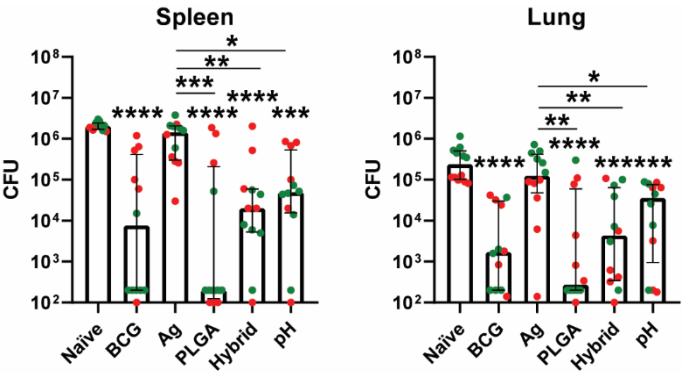 Spleen
*
**
***
****
****
****
***
CFU
10⁸
10⁷
10⁶
10⁵
10⁴
10³
10²
Naïve
BCG
Ag
PLGA
Hybrid
pH
Lung
*
**
**
****
****
******
CFU
10⁸
10⁷
10⁶
10⁵
10⁴
10³
10²
Naïve
BCG
Ag
PLGA
Hybrid
pH